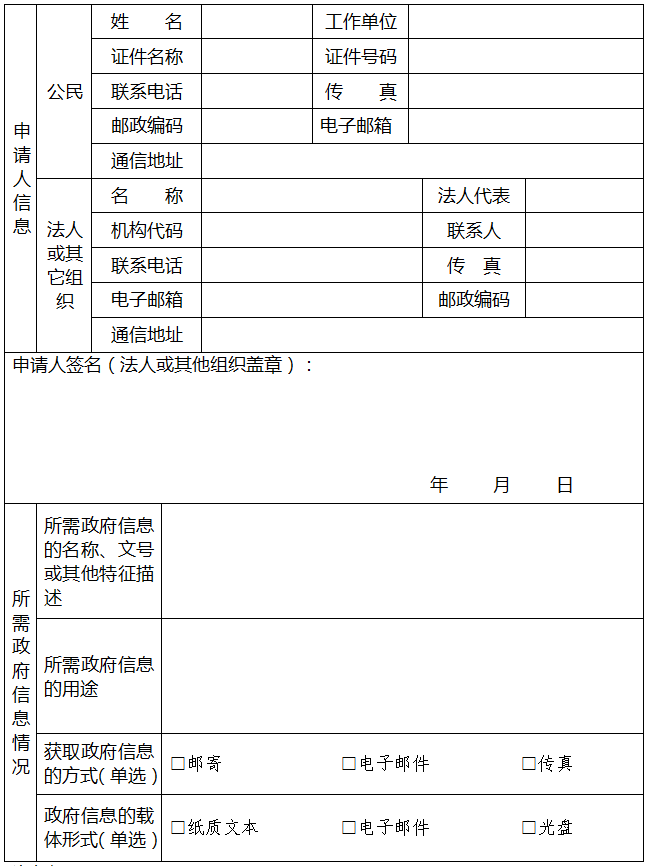 申请人信息
公民
姓 名
工作单位
证件名称
证件号码
联系电话
传 真
邮政编码
电子邮箱
通信地址
法人
或其
它组
织
名 称
法人代表
机构代码
联系人
联系电话
传 真
电子邮箱
邮政编码
通信地址
申请人签名（法人或其他组织盖章）：
年 月 日
所需政府信息情况
所需政府信息
的名称、文号
或其他特征描
述
所需政府信息
的用途
获取政府信息
的方式（单选）
□邮寄 □电子邮件 □传真
政府信息的载
体形式（单选）
□纸质文本 □电子邮件 □光盘